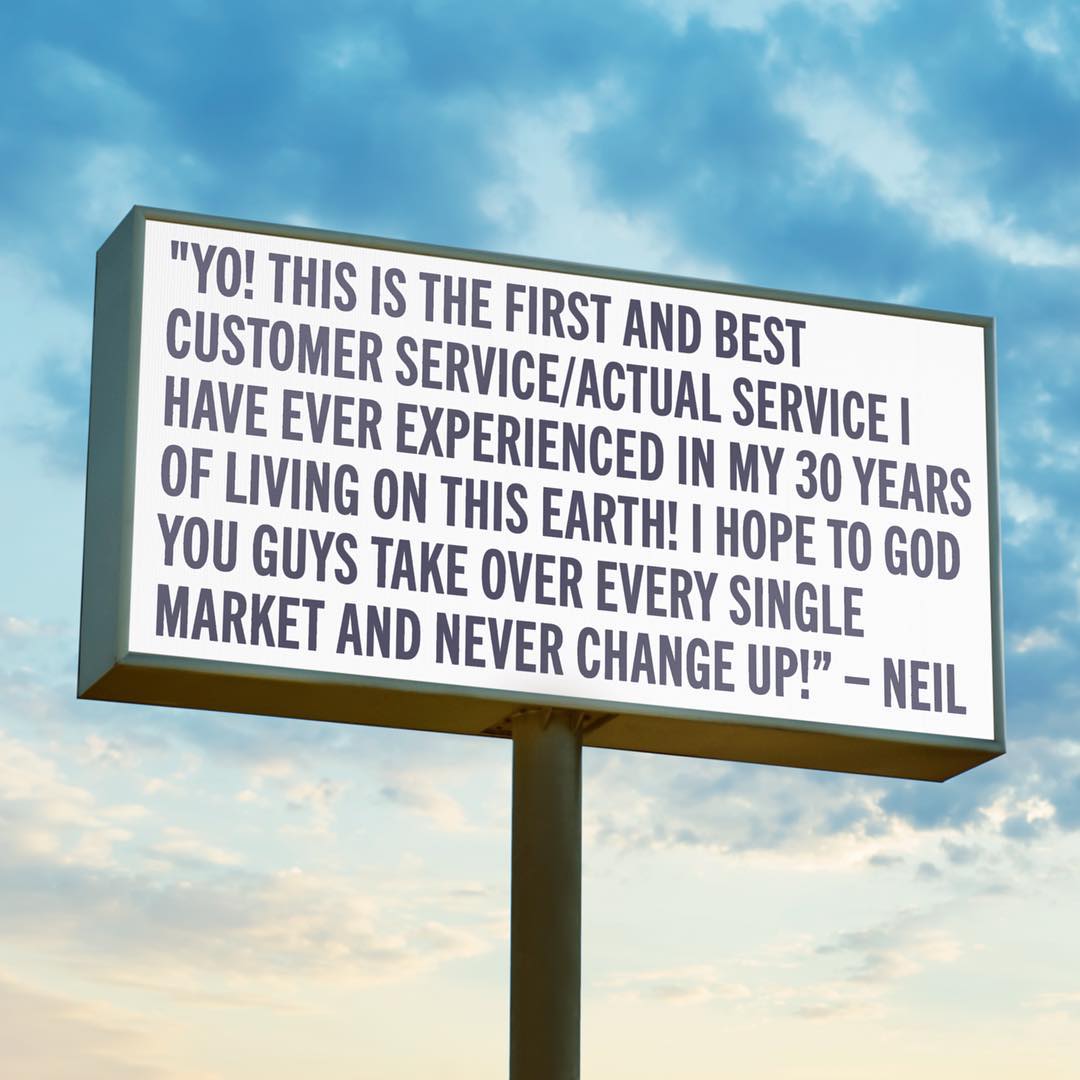 "YO! THIS IS THE FIRST AND BEST
CUSTOMER SERVICE/ACTUAL SERVICE I
HAVE EVER EXPERIENCED IN MY 30 YEARS
OF LIVING ON THIS EARTH! I HOPE TO GOD
YOU GUYS TAKE OVER EVERY SINGLE
MARKET AND NEVER CHANGE UP!” – NEIL